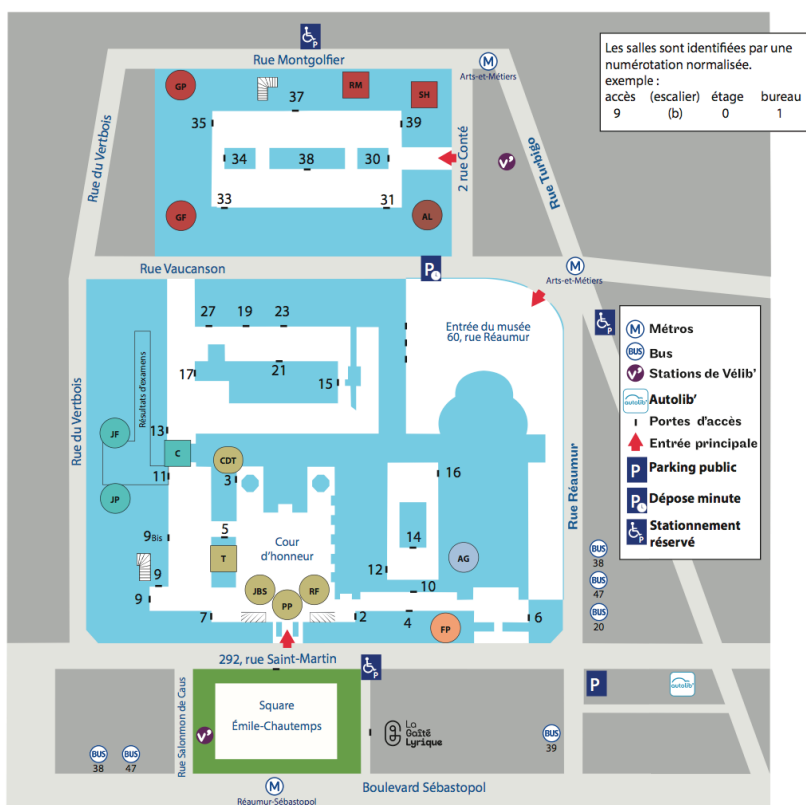 Rue Montgolfier
Arts-et-Métiers
Les salles sont identifiées par une
numérotation normalisée.
exemple :
accès (escalier) étage bureau
9 (b) 0 1
GP
RM
SH
37
35
39
34
38
30
33
31
GF
AL
Rue du Vertbois
2 rue Conté
Rue Turbigo
Rue Vaucanson
P
Arts-et-Métiers
Entrée du musée
60, rue Réaumur
27
19
23
21
17
15
13
Résultats d'examens
JF
C
CDT
11
3
16
JP
Rue du Vertbois
Rue Réaumur
9Bis
5
14
Cour
d'honneur
T
AG
12
9
JBS
RF
PP
10
9
7
2
4
6
FP
M Métros
BUS Bus
Stations de Vélib'
autolib' Autolib'
Portes d'accès
Entrée principale
P Parking public
P Dépose minute
P Stationnement
réservé
BUS
38
BUS
47
BUS
20
292, rue Saint-Martin
P
autolib'
Rue Salonmon de Caus
Square
Émile-Chautemps
La
Gaîté
Lyrique
BUS
38
BUS
47
BUS
39
M
Réaumur-Sébastopol
Boulevard Sébastopol